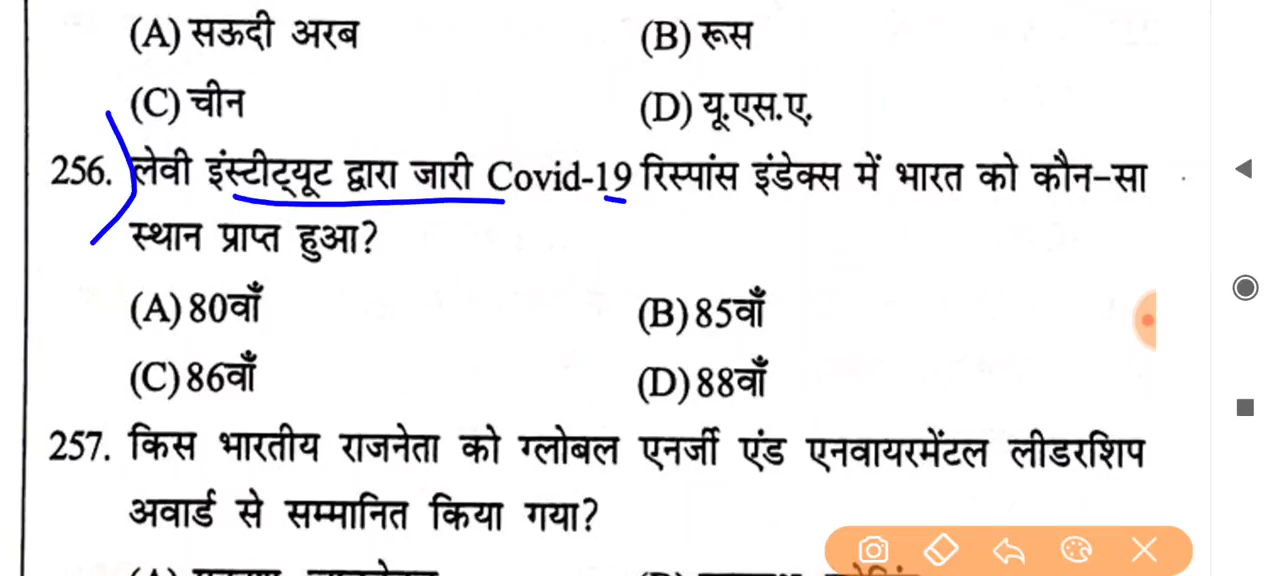 (A) सऊदी अरब (B) रूस
(C) चीन (D) यू.एस.ए.
256. लेवी इंस्टीट्यूट द्वारा जारी Covid-19 रिस्पांस इंडेक्स में भारत को कौन-सा
स्थान प्राप्त हुआ?
(A) 80वाँ (B) 85वाँ
(C) 86वाँ (D) 88वाँ
257. किस भारतीय राजनेता को ग्लोबल एनर्जी एंड एनवायरमेंटल लीडरशिप
अवार्ड से सम्मानित किया गया?